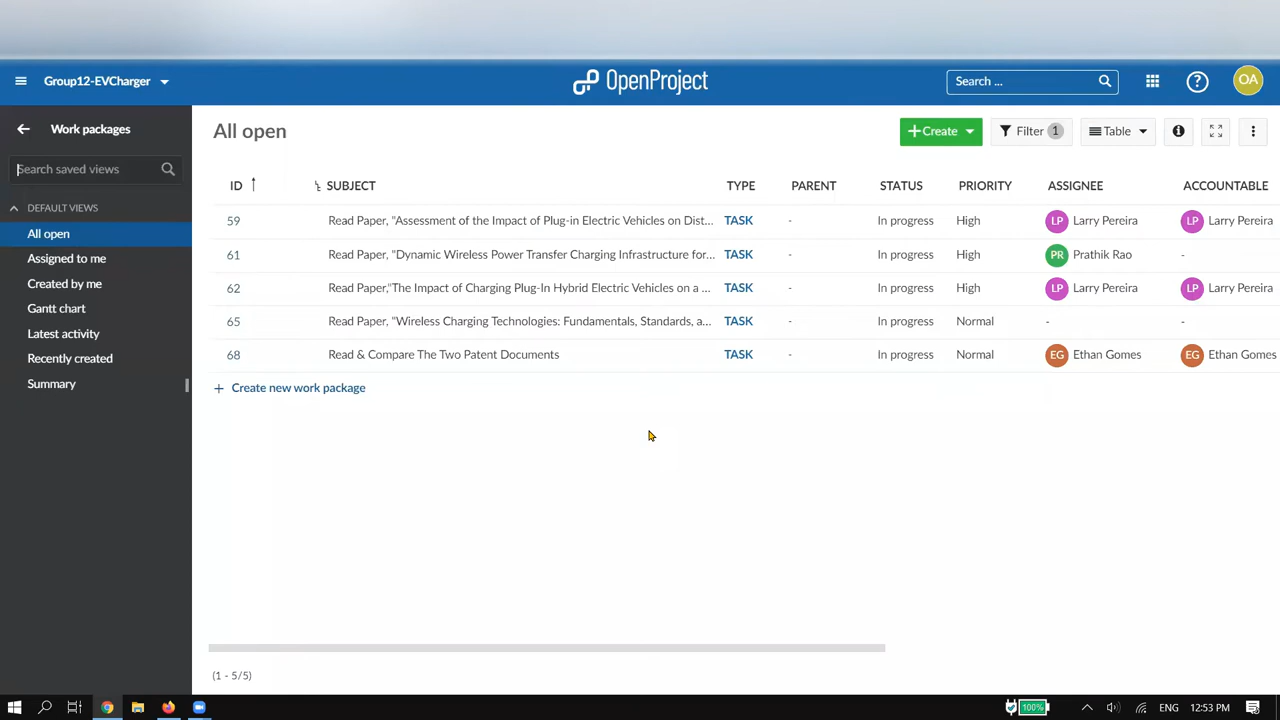 Group12-EVCharger
OpenProject
Search ...
OA
Work packages
Search saved views
DEFAULT VIEWS
All open
Assigned to me
Created by me
Gantt chart
Latest activity
Recently created
Summary
All open
Create
Filter 1
Table
ID SUBJECT TYPE PARENT STATUS PRIORITY ASSIGNEE ACCOUNTABLE
59 Read Paper, "Assessment of the Impact of Plug-in Electric Vehicles on Dist... TASK - In progress High LP Larry Pereira LP Larry Pereira
61 Read Paper, "Dynamic Wireless Power Transfer Charging Infrastructure for... TASK - In progress High PR Prathik Rao -
62 Read Paper,"The Impact of Charging Plug-In Hybrid Electric Vehicles on a ... TASK - In progress High LP Larry Pereira LP Larry Pereira
65 Read Paper, "Wireless Charging Technologies: Fundamentals, Standards, a... TASK - In progress Normal - -
68 Read & Compare The Two Patent Documents TASK - In progress Normal EG Ethan Gomes EG Ethan Gomes
+ Create new work package
(1 - 5/5)
100% ENG 12:53 PM